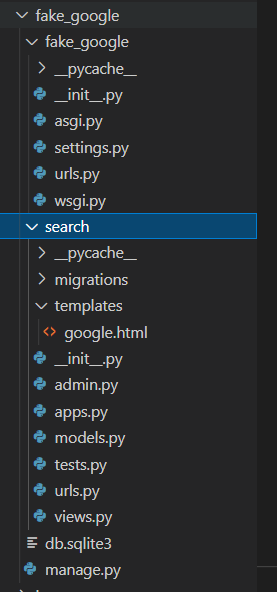 fake_google
fake_google
__pycache__
__init__.py
asgi.py
settings.py
urls.py
wsgi.py
search
__pycache__
migrations
templates
<> google.html
__init__.py
admin.py
apps.py
models.py
tests.py
urls.py
views.py
db.sqlite3
manage.py